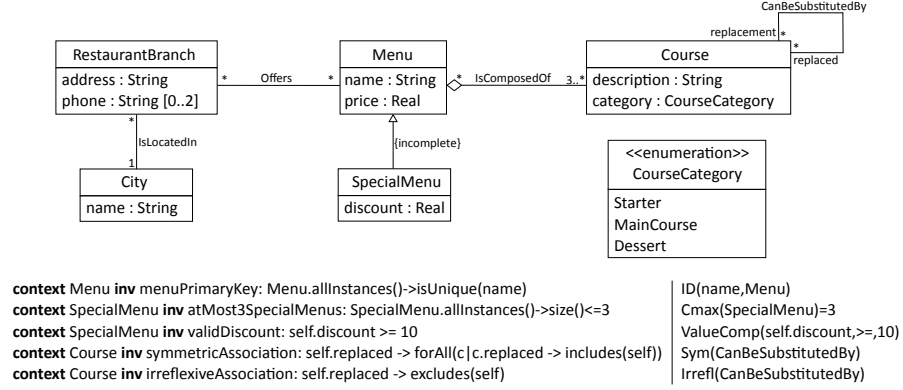 CanBeSubstitutedBy
replacement *
*
replaced
RestaurantBranch
address : String
phone : String [0..2]
* Offers *
Menu
name : String
price : Real
* IsComposedOf 3..*
Course
description : String
category : CourseCategory
*
IsLocatedIn
1
{incomplete}
City
name : String
SpecialMenu
discount : Real
<<enumeration>>
CourseCategory
Starter
MainCourse
Dessert
context Menu inv menuPrimaryKey: Menu.allInstances()->isUnique(name) ID(name,Menu)
context SpecialMenu inv atMost3SpecialMenus: SpecialMenu.allInstances()->size()<=3 Cmax(SpecialMenu)=3
context SpecialMenu inv validDiscount: self.discount >= 10 ValueComp(self.discount,>=,10)
context Course inv symmetricAssociation: self.replaced -> forAll(c|c.replaced -> includes(self)) Sym(CanBeSubstitutedBy)
context Course inv irreflexiveAssociation: self.replaced -> excludes(self) Irrefl(CanBeSubstitutedBy)